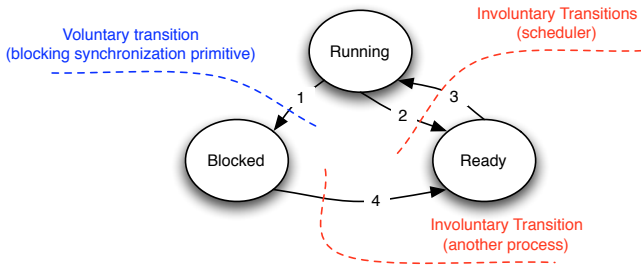 Voluntary transition
(blocking synchronization primitive)
Involuntary Transitions
(scheduler)
Running
1
2
3
Blocked
Ready
4
Involuntary Transition
(another process)